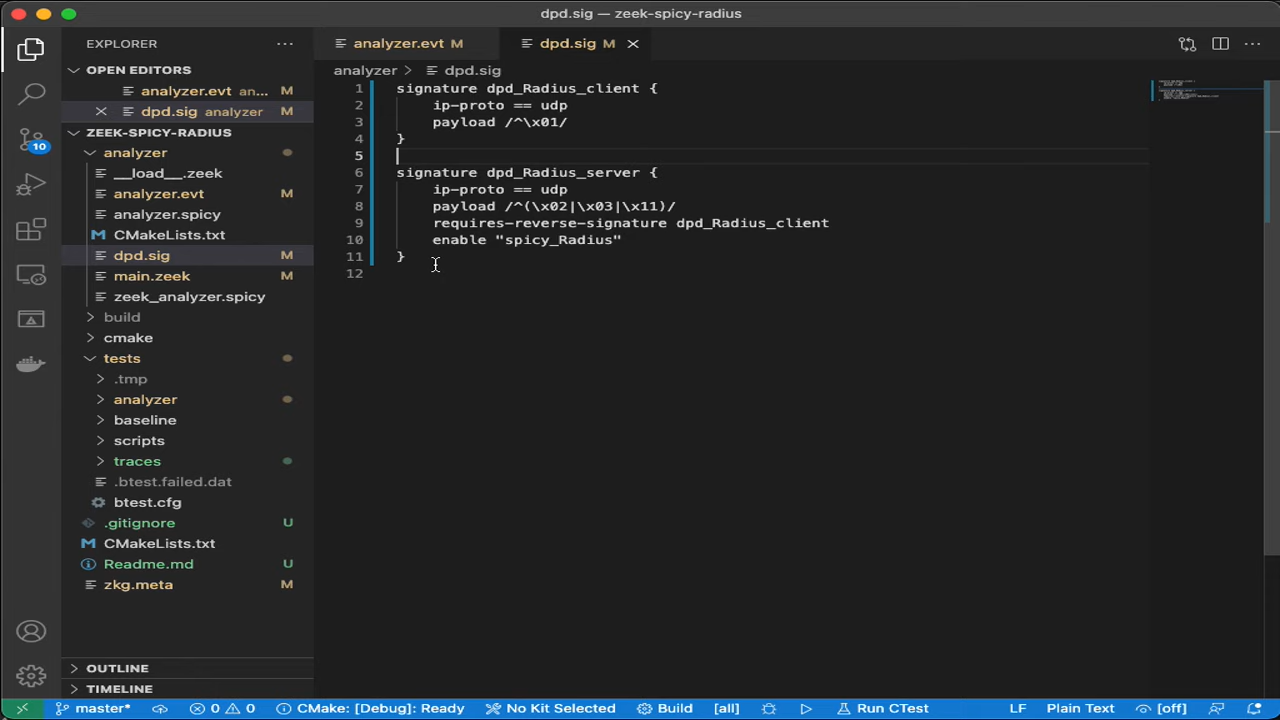 dpd.sig — zeek-spicy-radius
EXPLORER
OPEN EDITORS
analyzer.evt an... M
dpd.sig analyzer M
ZEEK-SPICY-RADIUS
analyzer
__load__.zeek
analyzer.evt M
analyzer.spicy
CMakeLists.txt
dpd.sig M
main.zeek M
zeek_analyzer.spicy
build
cmake
tests
.tmp
analyzer
baseline
scripts
traces
.btest.failed.dat
btest.cfg
.gitignore U
CMakeLists.txt
Readme.md U
zkg.meta M
OUTLINE
TIMELINE
10
analyzer.evt M dpd.sig M
analyzer > dpd.sig
1 signature dpd_Radius_client {
2 ip-proto == udp
3 payload /^\x01/
4 }
5
6 signature dpd_Radius_server {
7 ip-proto == udp
8 payload /^(\x02|\x03|\x11)/
9 requires-reverse-signature dpd_Radius_client
10 enable "spicy_Radius"
11 }
12
master* 0 0 CMake: [Debug]: Ready No Kit Selected Build [all] Run CTest LF Plain Text [off]